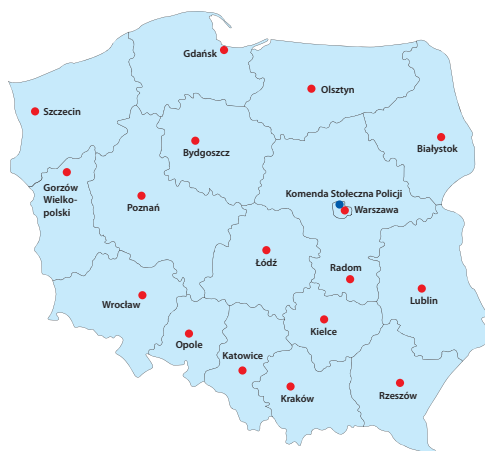 Gdańsk
Olsztyn
Szczecin
Bydgoszcz
Białystok
Gorzów
Wielko-
polski
Poznań
Komenda Stołeczna Policji
Warszawa
Łódź
Radom
Lublin
Wrocław
Kielce
Opole
Katowice
Kraków
Rzeszów